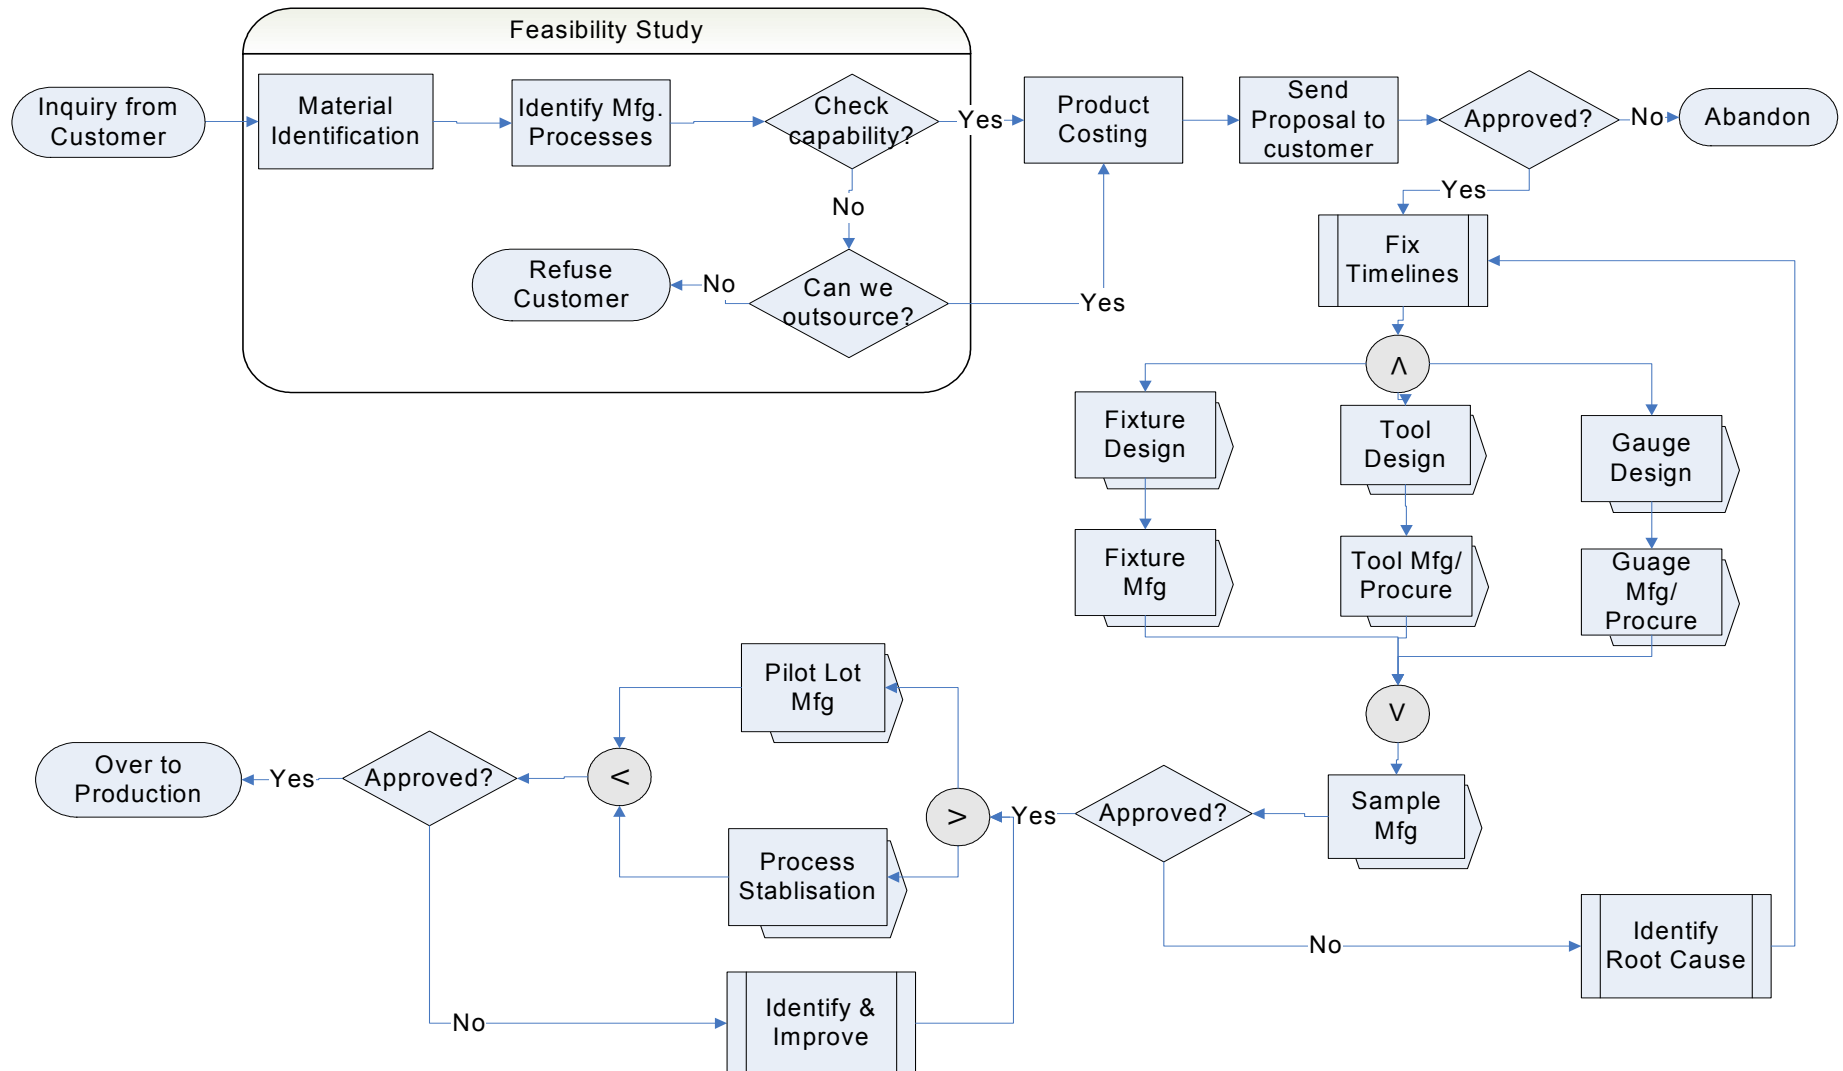 Feasibility Study
Inquiry from
Customer
Material
Identification
Identify Mfg.
Processes
Check
capability?
Yes
Product
Costing
Send
Proposal to
customer
Approved?
No
Abandon
No
Yes
Refuse
Customer
No
Can we
outsource?
Yes
Fix
Timelines
Λ
Fixture
Design
Tool
Design
Gauge
Design
Fixture
Mfg
Tool Mfg/
Procure
Guage
Mfg/
Procure
V
Pilot Lot
Mfg
Over to
Production
Yes
Approved?
<
>
Yes
Approved?
Sample
Mfg
Process
Stablisation
No
Identify
Root Cause
No
Identify &
Improve